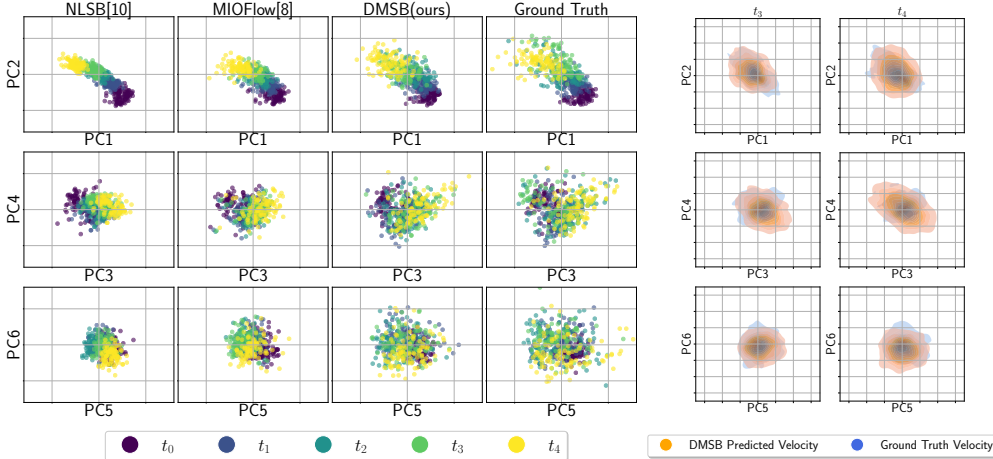 NLSB[10] MIOFlow[8] DMSB(ours) Ground Truth t₃ t₄
PC2 PC2 PC2
PC1 PC1 PC1 PC1 PC1 PC1
PC4 PC4 PC4
PC3 PC3 PC3 PC3 PC3 PC3
PC6 PC6 PC6
PC5 PC5 PC5 PC5 PC5 PC5
t₀ t₁ t₂ t₃ t₄ DMSB Predicted Velocity Ground Truth Velocity